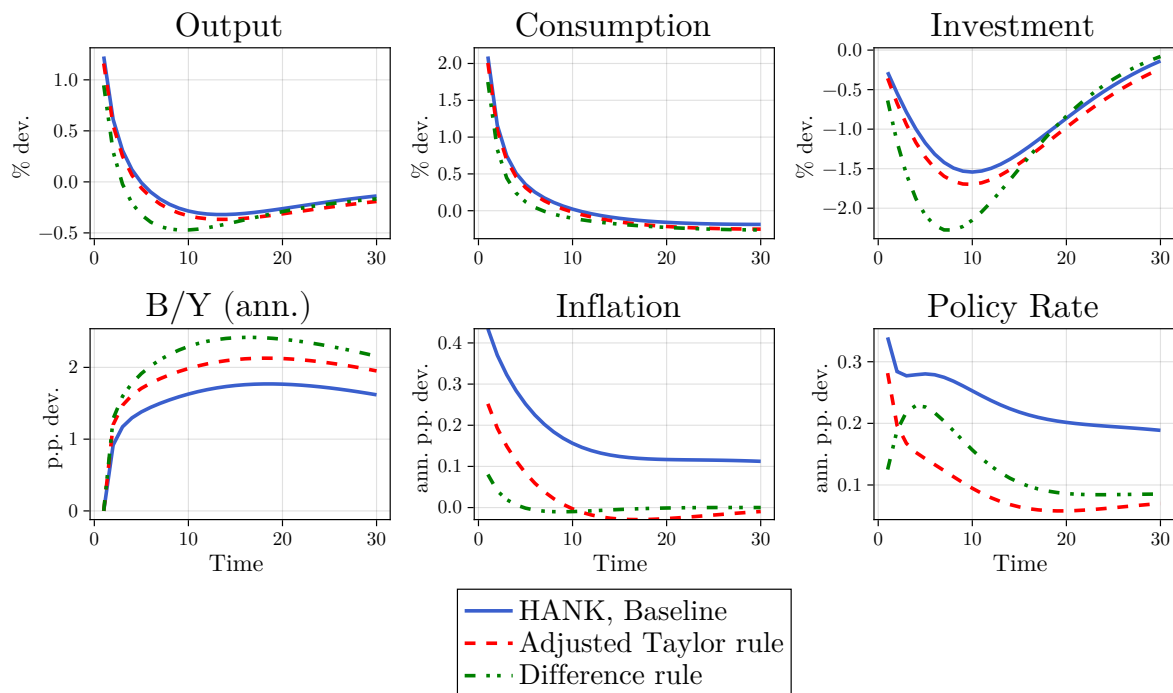 Output
Consumption
Investment
% dev.
1.0
0.5
0.0
−0.5
0
10
20
30
% dev.
2.0
1.5
1.0
0.5
0.0
0
10
20
30
% dev.
0.0
−0.5
−1.0
−1.5
−2.0
0
10
20
30
B/Y (ann.)
Inflation
Policy Rate
p.p. dev.
2
1
0
0
10
20
30
Time
ann. p.p. dev.
0.4
0.3
0.2
0.1
0.0
0
10
20
30
Time
ann. p.p. dev.
0.3
0.2
0.1
0
10
20
30
Time
HANK, Baseline
Adjusted Taylor rule
Difference rule